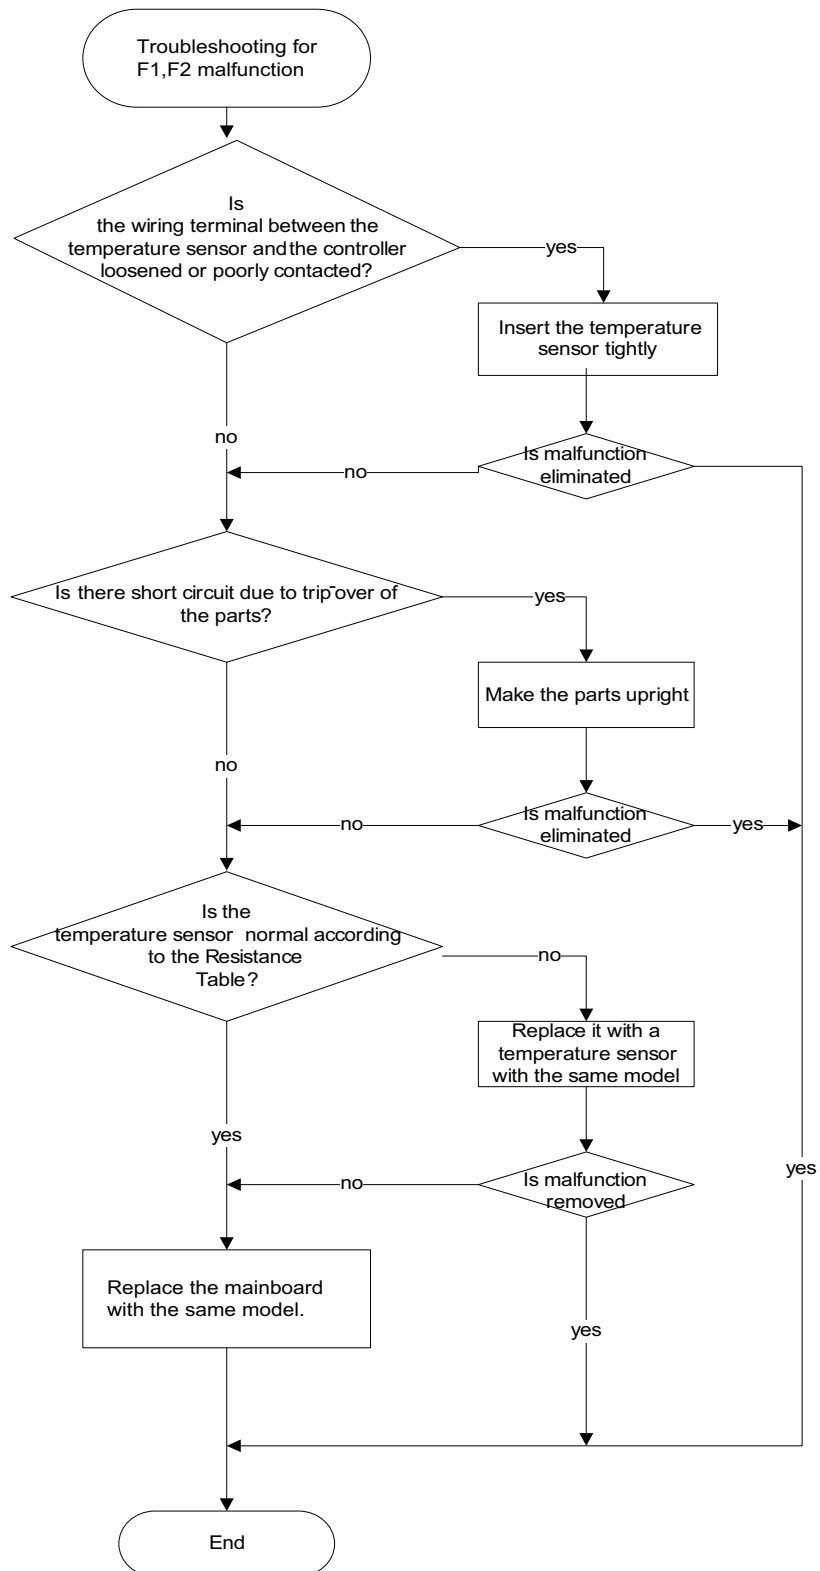 Troubleshooting for
F1,F2 malfunction
Is
the wiring terminal between the
temperature sensor and the controller
loosened or poorly contacted?
yes
Insert the temperature
sensor tightly
no
Is malfunction
eliminated
no
Is there short circuit due to trip-over of
the parts?
yes
Make the parts upright
no
Is malfunction
eliminated
no
yes
Is the
temperature sensor normal according
to the Resistance
Table?
no
Replace it with a
temperature sensor
with the same model
yes
Is malfunction
removed
no
yes
Replace the mainboard
with the same model.
yes
End